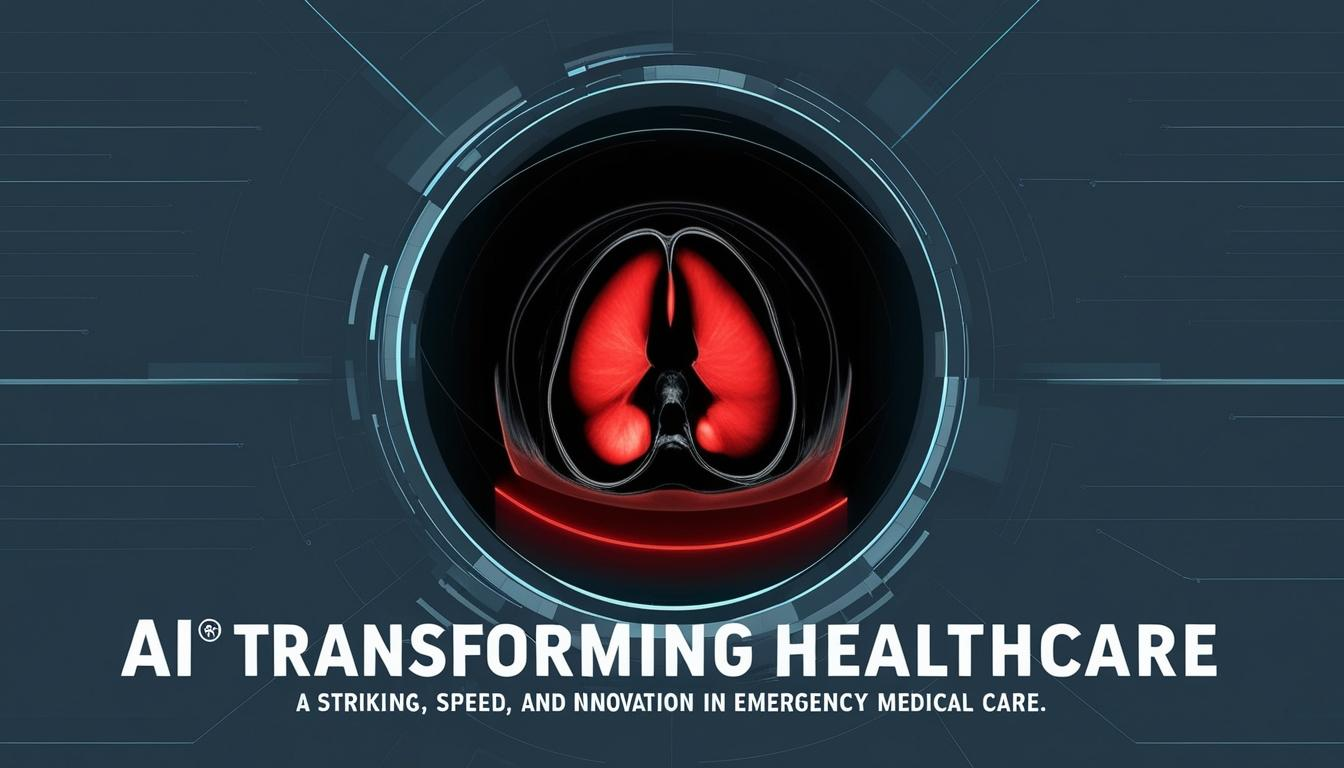 AI® TRANSFORMING HEALTHCARE
A STRIKING, SPEED, AND NNOVATION IN EMERGENCY MEDICAL CARE.